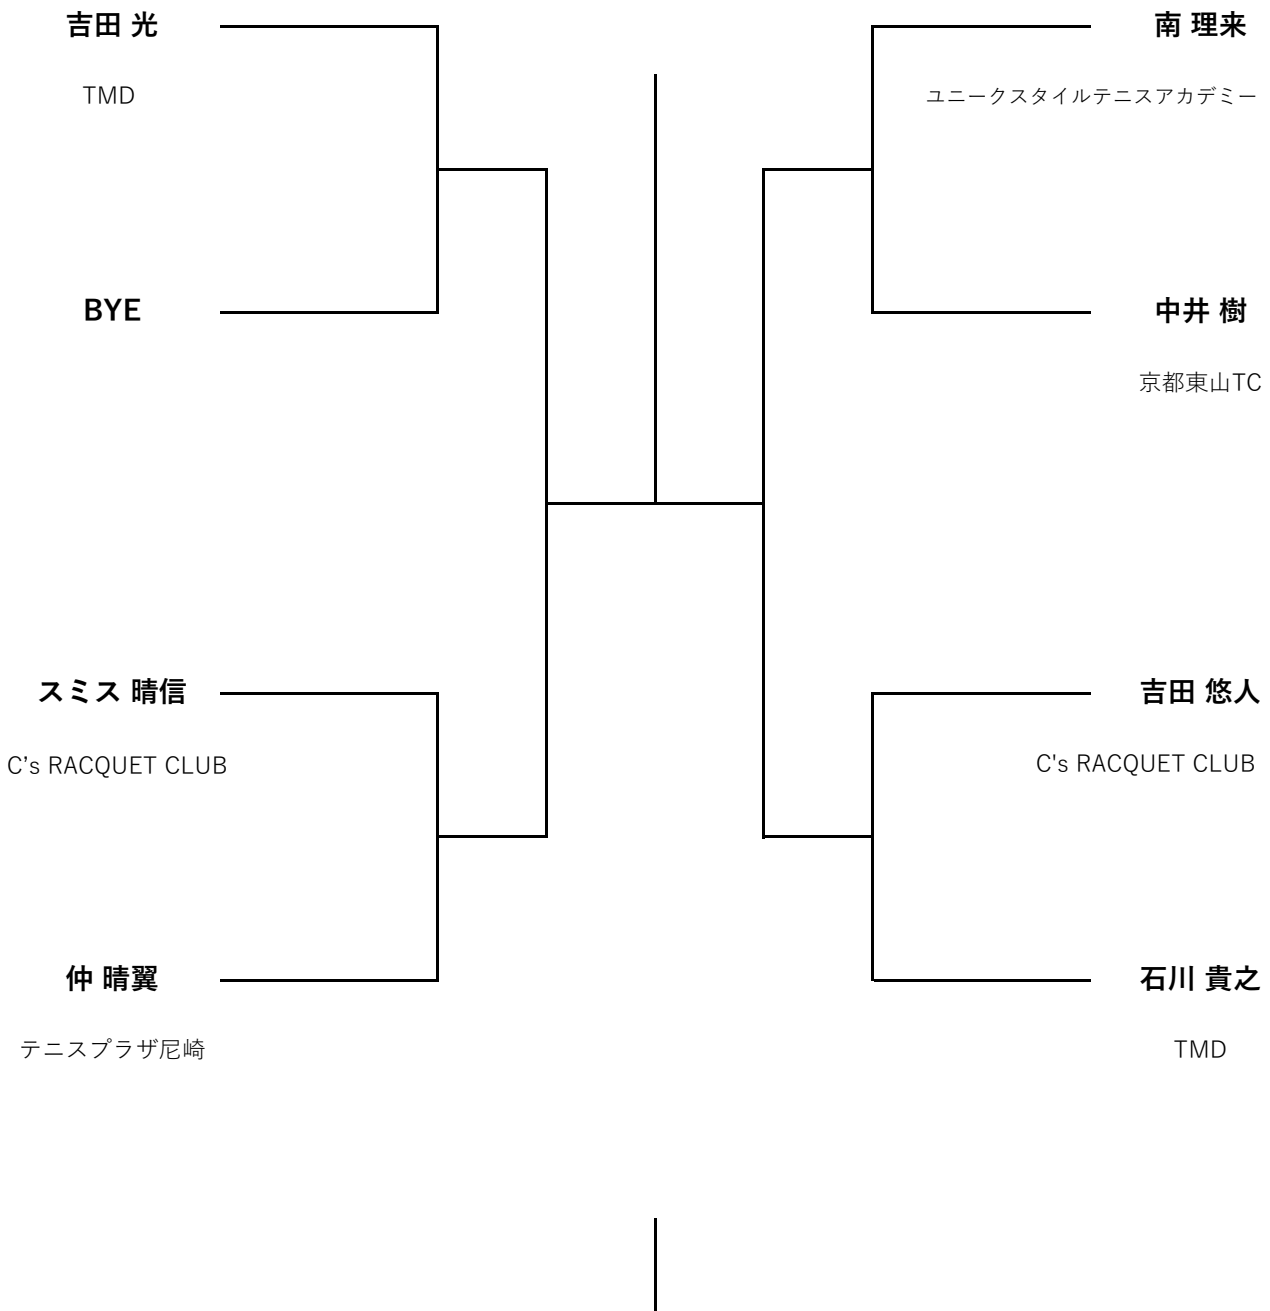 吉田 光
TMD
BYE
スミス 晴信
C’s RACQUET CLUB
仲 晴翼
テニスプラザ尼崎
南 理来
ユニークスタイルテニスアカデミー
中井 樹
京都東山TC
吉田 悠人
C's RACQUET CLUB
石川 貴之
TMD